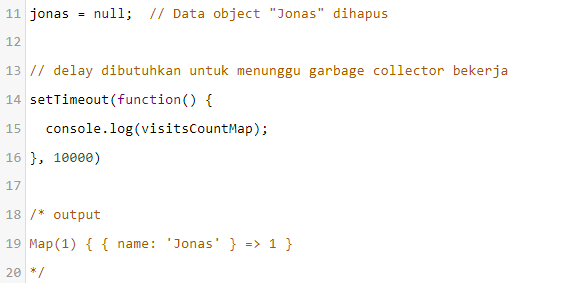 11 jonas = null;  // Data object "Jonas" dihapus
12
13 // delay dibutuhkan untuk menunggu garbage collector bekerja
14 setTimeout(function() {
15   console.log(visitsCountMap);
16 }, 10000)
17
18 /* output
19 Map(1) { { name: 'Jonas' } => 1 }
20 */